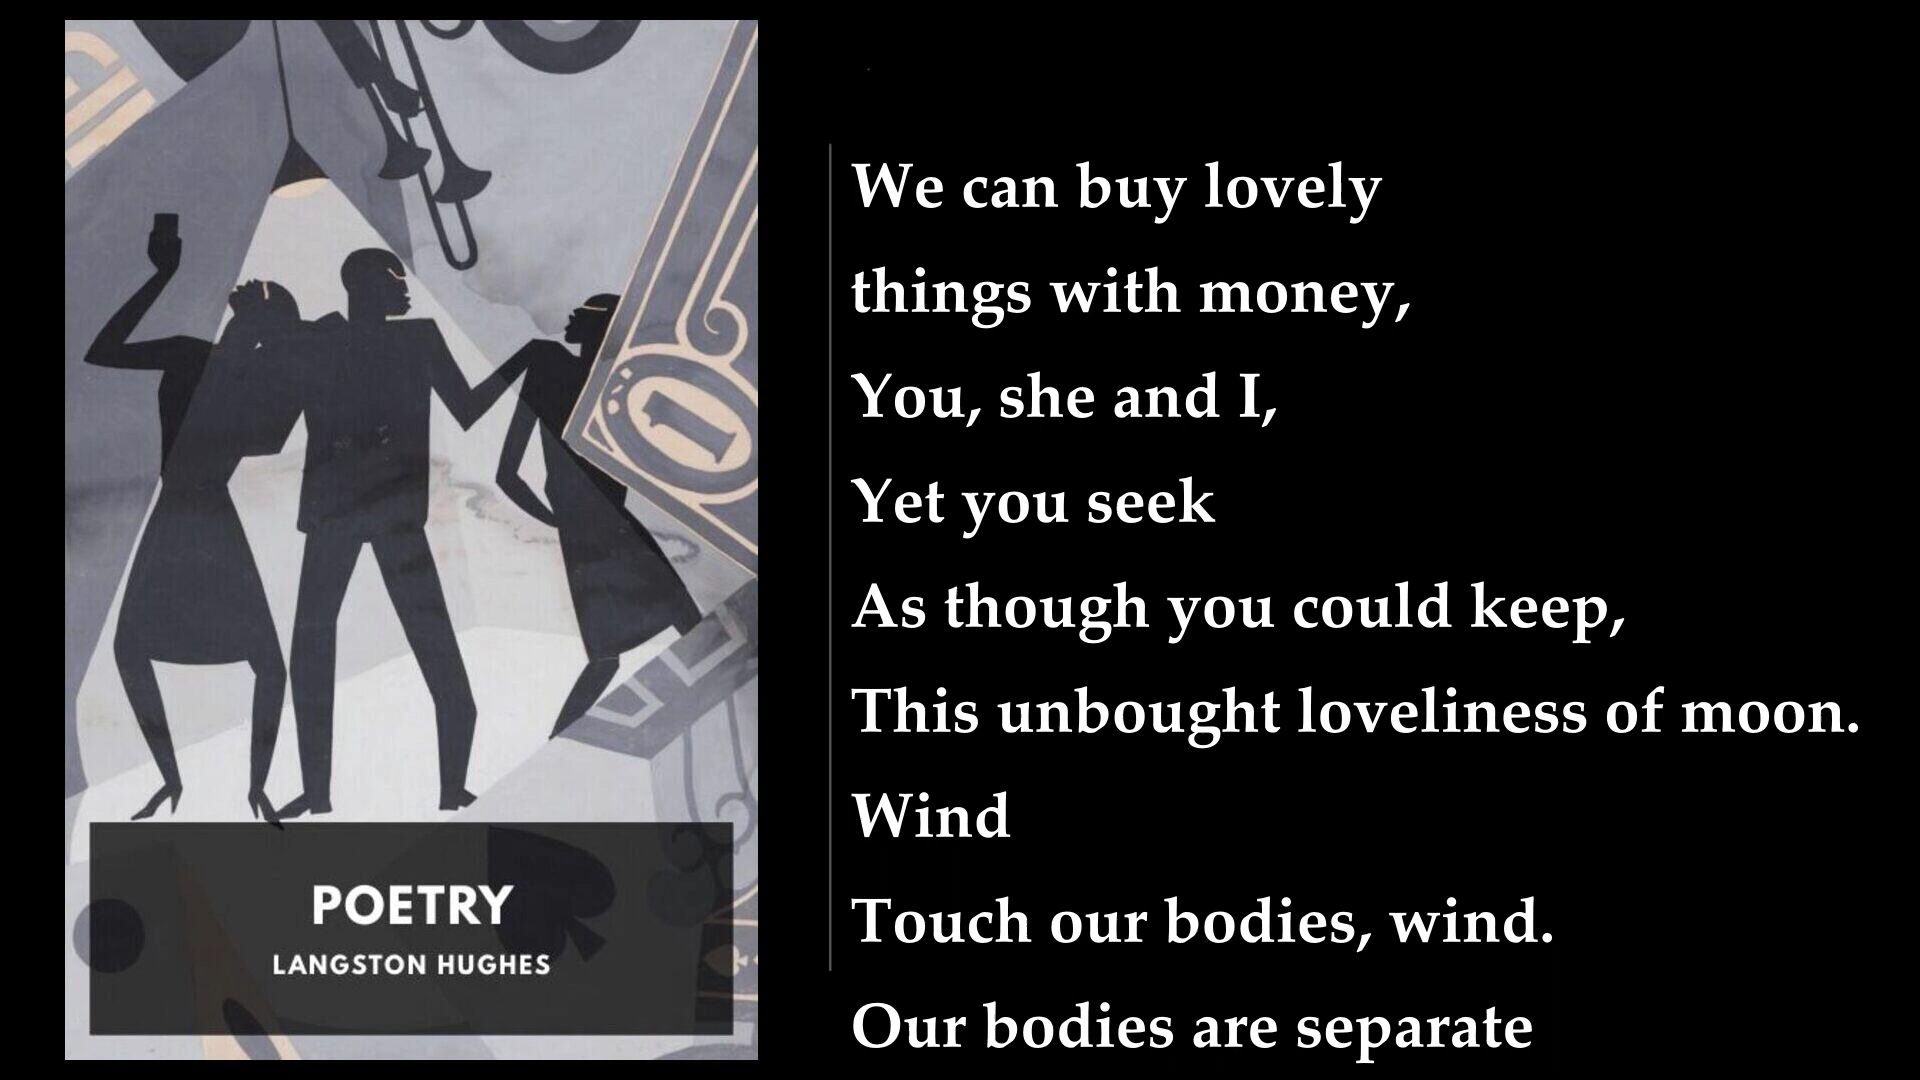 POETRY
LANGSTON HUGHES
We can buy lovely
things with money,
You, she and I,
Yet you seek
As though you could keep,
This unbought loveliness of moon.
Wind
Touch our bodies, wind.
Our bodies are separate